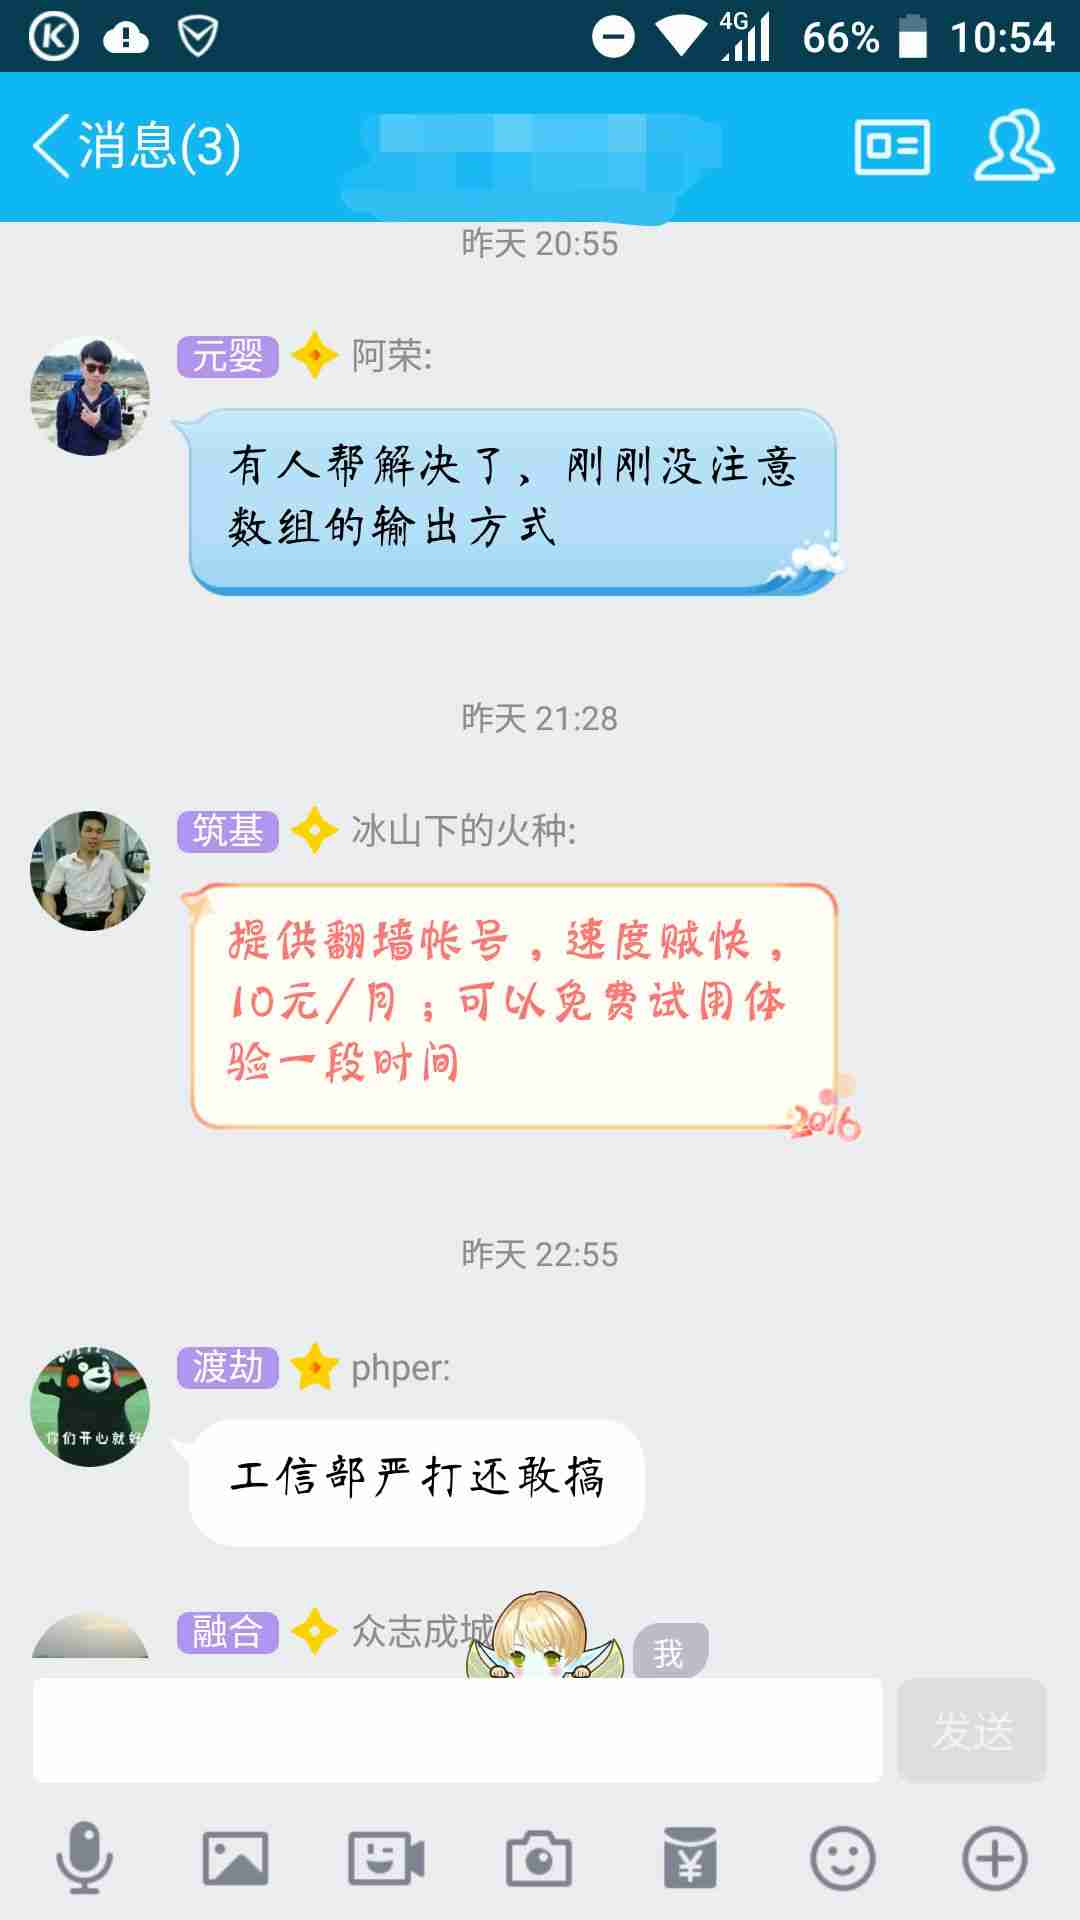 4G 66% 10:54
消息(3)
昨天 20:55
元婴 阿荣:
有人帮解决了，刚刚没注意
数组的输出方式
昨天 21:28
筑基 冰山下的火种:
提供翻墙帐号，速度贼快，
10元/月；可以免费试用体
验一段时间
2016
昨天 22:55
渡劫 phper:
你们开心就好
工信部严打还敢搞
融合 众志成城
我
发送